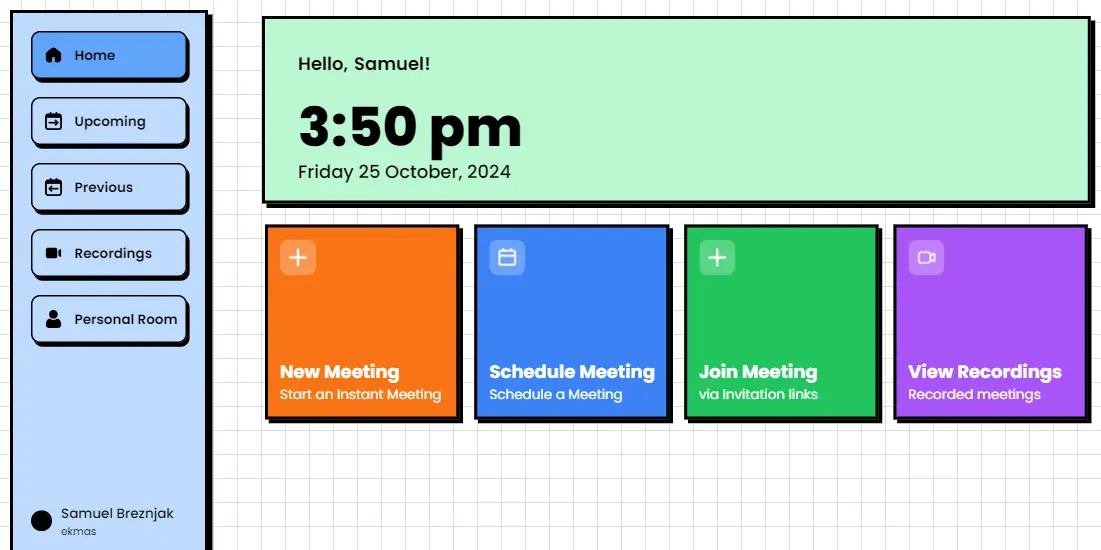 Home
Upcoming
Previous
Recordings
Personal Room
Samuel Breznjak
ekmas
Hello, Samuel!
3:50 pm
Friday 25 October, 2024
New Meeting
Start an Instant Meeting
Schedule Meeting
Schedule a Meeting
Join Meeting
via Invitation links
View Recordings
Recorded meetings